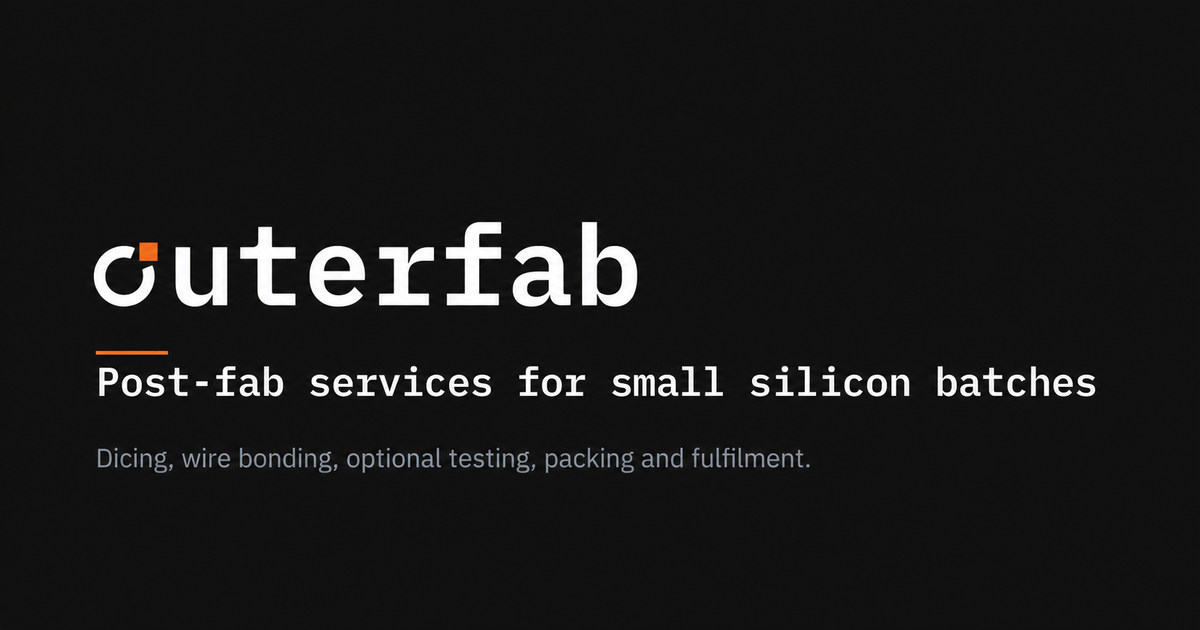 outerfab
Post-fab services for small silicon batches
Dicing, wire bonding, optional testing, packing and fulfilment.